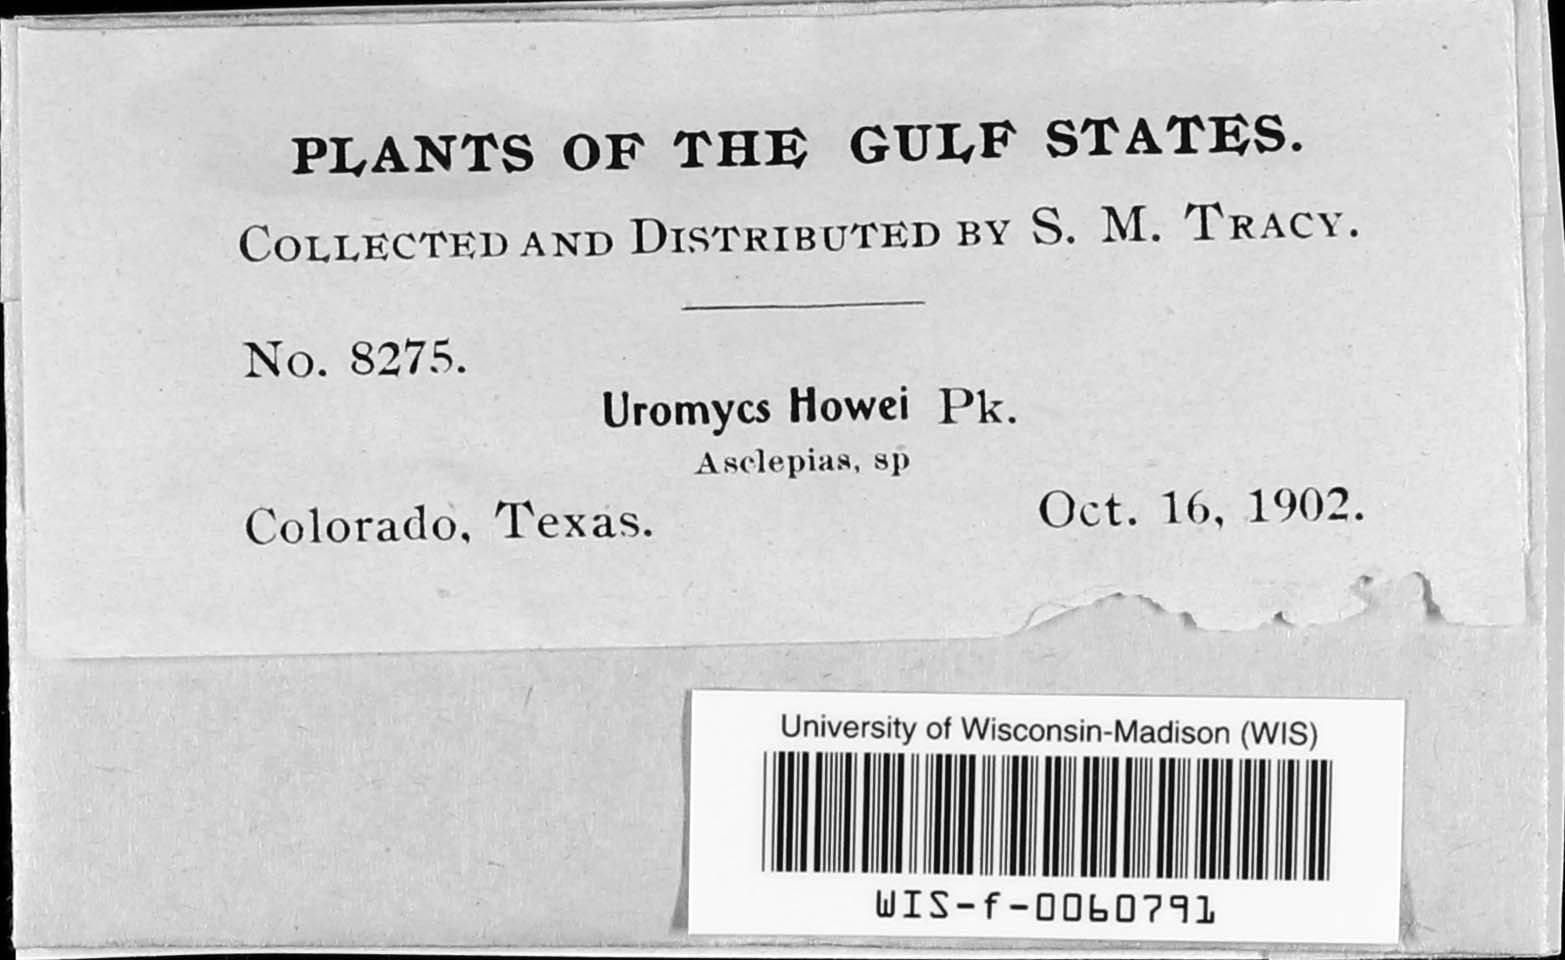 PLANTS OF THE GULF STATES.
COLLECTED AND DISTRIBUTED BY S. M. TRACY.
No. 8275.
Uromycs Howei Pk.
Asclepias, sp
Colorado, Texas.
Oct. 16, 1902.
University of Wisconsin-Madison (WIS)
WIS-f-0060791